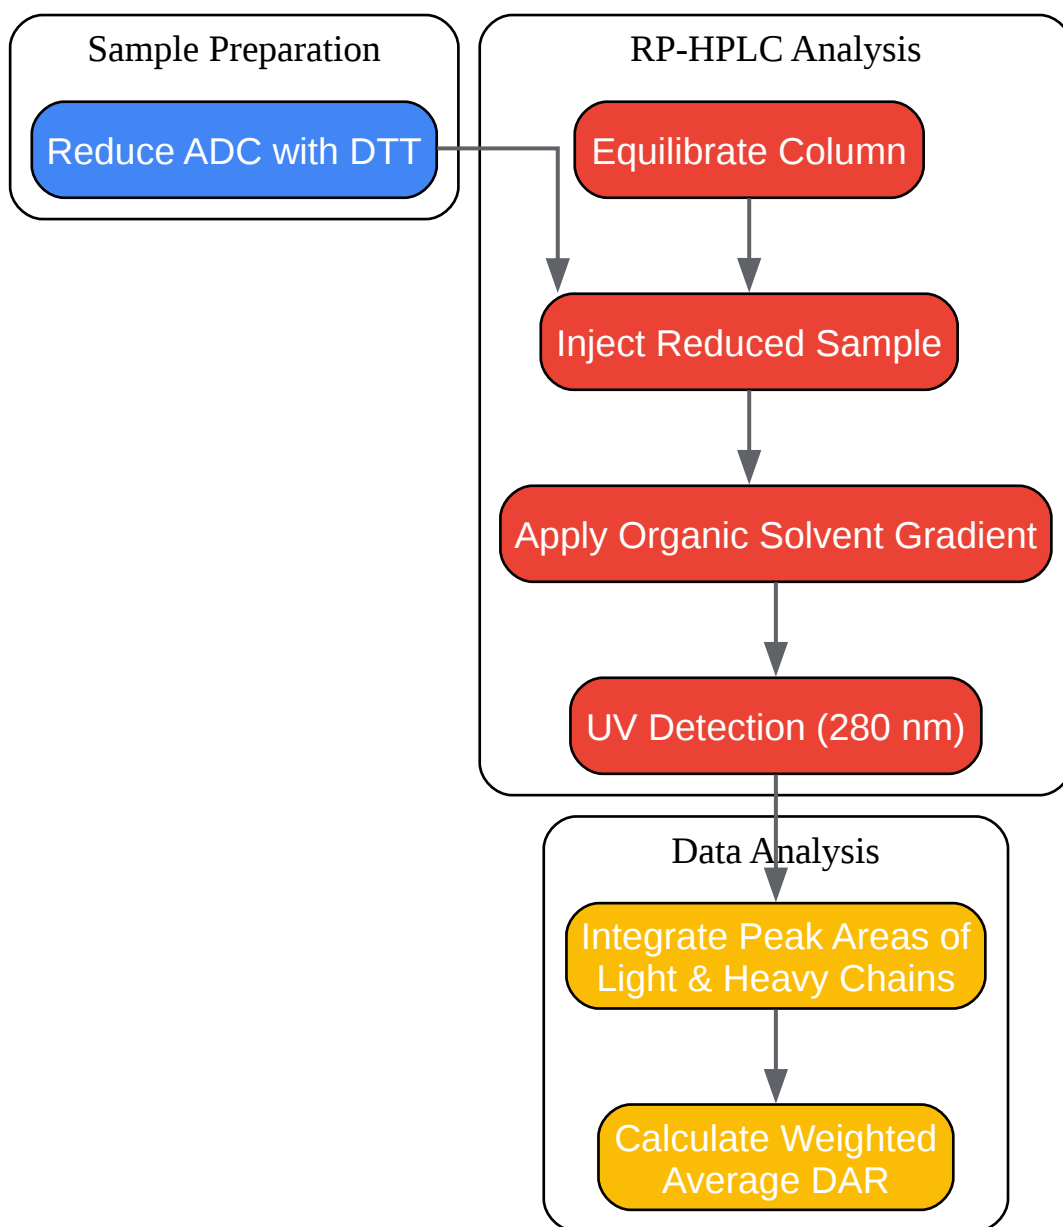 Sample Preparation
Reduce ADC with DTT
RP-HPLC Analysis
Equilibrate Column
Inject Reduced Sample
Apply Organic Solvent Gradient
UV Detection (280 nm)
Data Analysis
Integrate Peak Areas of
Light & Heavy Chains
Calculate Weighted
Average DAR